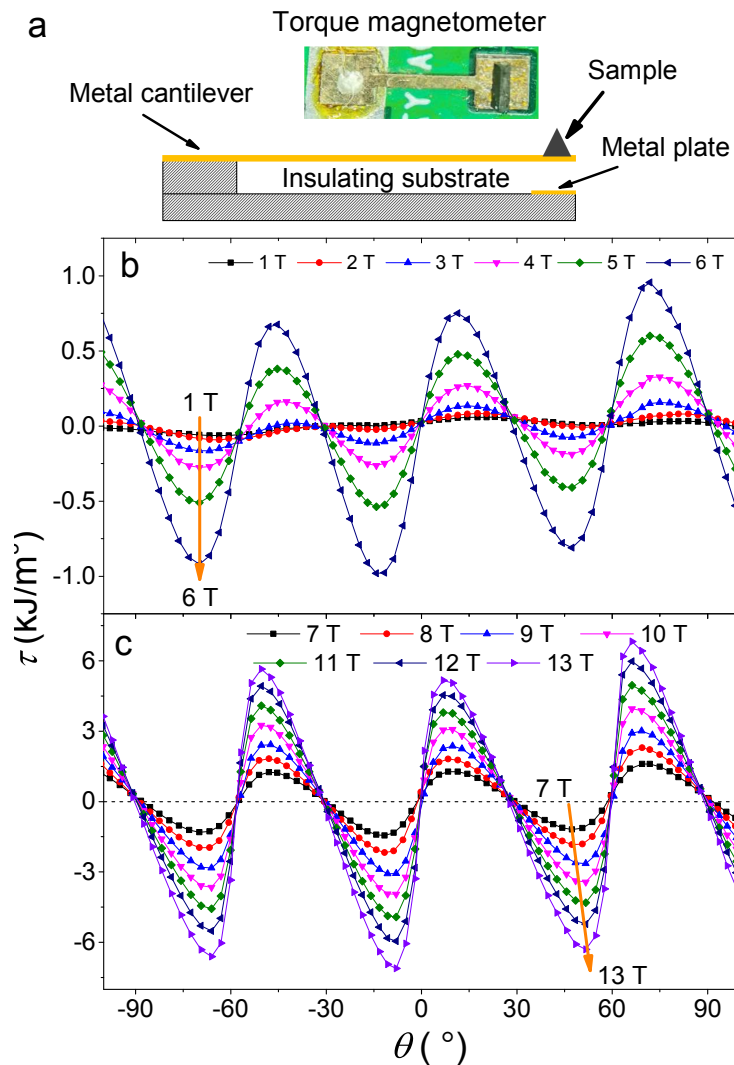 a
Torque magnetometer
Sample
Metal cantilever
Metal plate
Insulating substrate
b
1 T 2 T 3 T 4 T 5 T 6 T
1.0
0.5
0.0
-0.5
-1.0
1 T
6 T
τ (kJ/m³)
c
7 T 8 T 9 T 10 T
11 T 12 T 13 T
6
3
0
-3
-6
7 T
13 T
-90 -60 -30 0 30 60 90
θ ( ° )